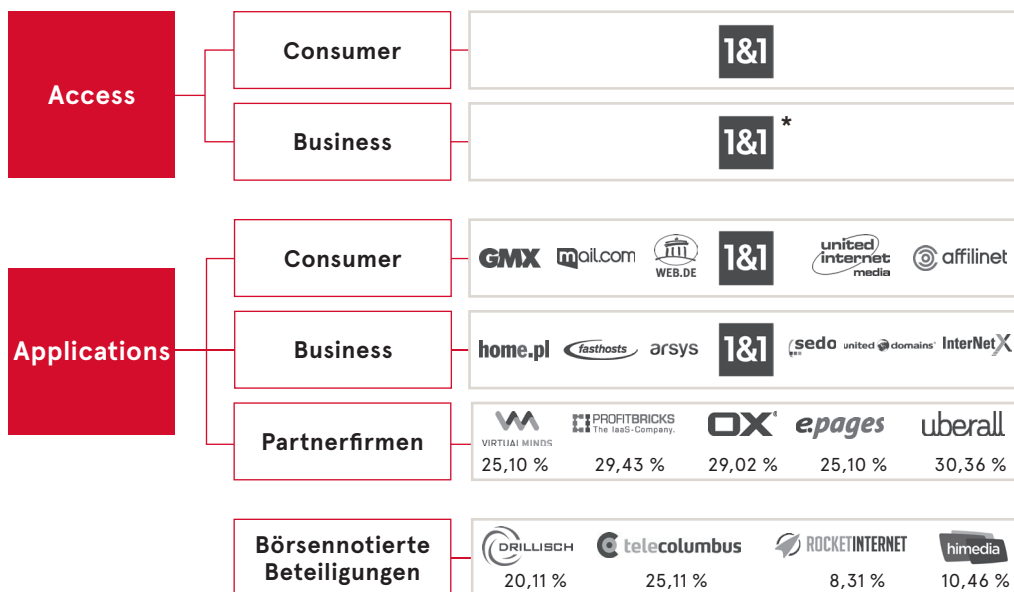 Access
Consumer
1&1
Business
1&1 *
Applications
Consumer
GMX mail.com WEB.DE 1&1 united internet media affilinet
Business
home.pl fasthosts arsys 1&1 sedo united domains InterNetX
Partnerfirmen
VIRTUAL MINDS PROFITBRICKS The IaaS-Company. OX® epages uberall
25,10 % 29,43 % 29,02 % 25,10 % 30,36 %
Börsennotierte
Beteiligungen
DRILLISCH telecolumbus ROCKET INTERNET himedia
20,11 % 25,11 % 8,31 % 10,46 %